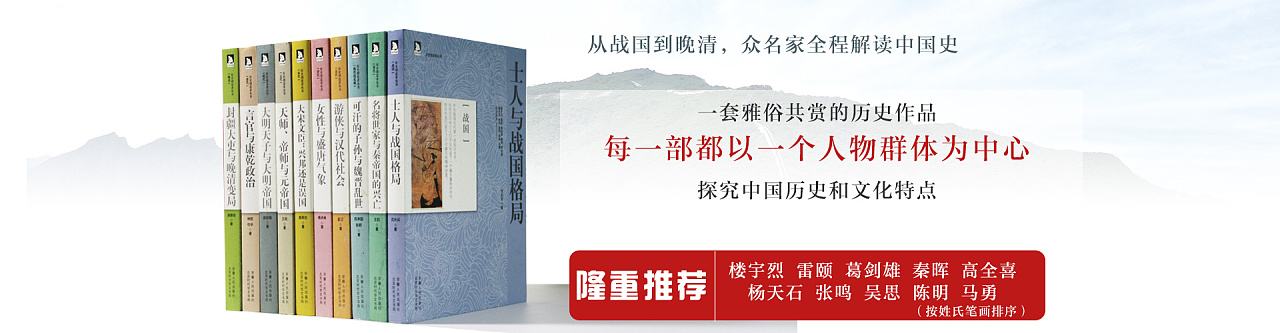 从战国到晚清，众名家全程解读中国史
一套雅俗共赏的历史作品
每一部都以一个人物群体为中心
探究中国历史和文化特点
隆重推荐
楼宇烈 雷颐 葛剑雄 秦晖 高全喜
杨天石 张鸣 吴思 陈明 马勇
（按姓氏笔画排序）
封疆大吏与晚清变局
言官与康乾政治
大明天子与大明帝国
天师、帝师与元帝国
大宋文臣：兴邦还是误国
女性与盛唐气象
游侠与汉代社会
可汗的子孙与魏晋乱世
名将世家与秦帝国的兴亡
士人与战国格局
士人与战国格局
战国